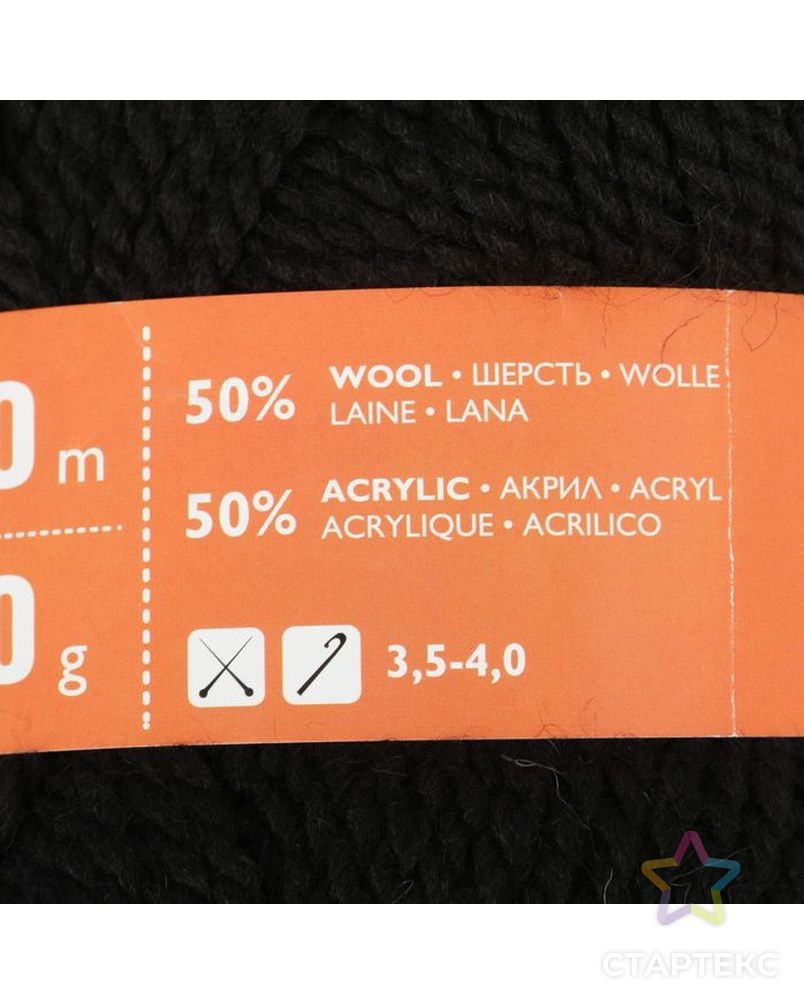 0 m
0 g
50% WOOL • ШЕРСТЬ • WOLLE
LAINE • LANA
50% ACRYLIC • АКРИЛ • ACRYL
ACRYLIQUE • ACRILICO
3,5-4,0
СТАРТЕКС